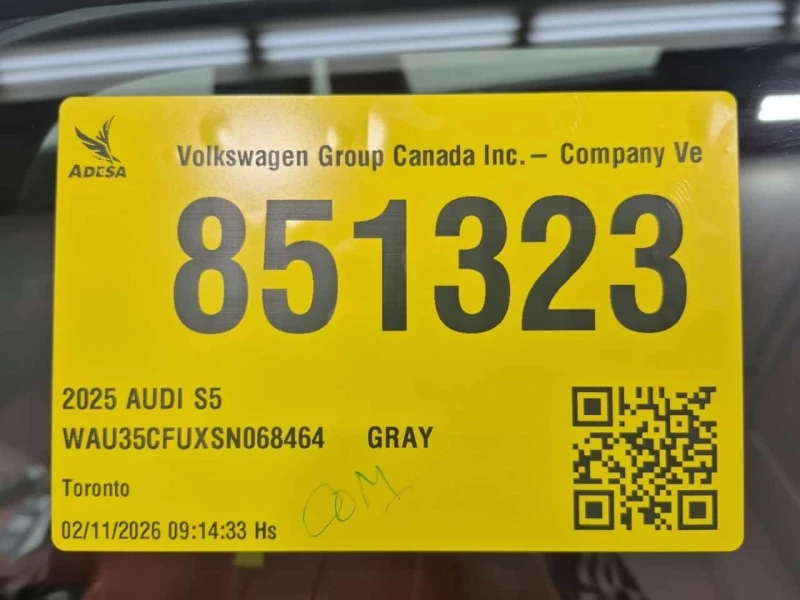 ADESA
Volkswagen Group Canada Inc. – Company Ve
851323
2025 AUDI S5
WAU35CFUXSN068464 GRAY
Toronto
COM
02/11/2026 09:14:33 Hs